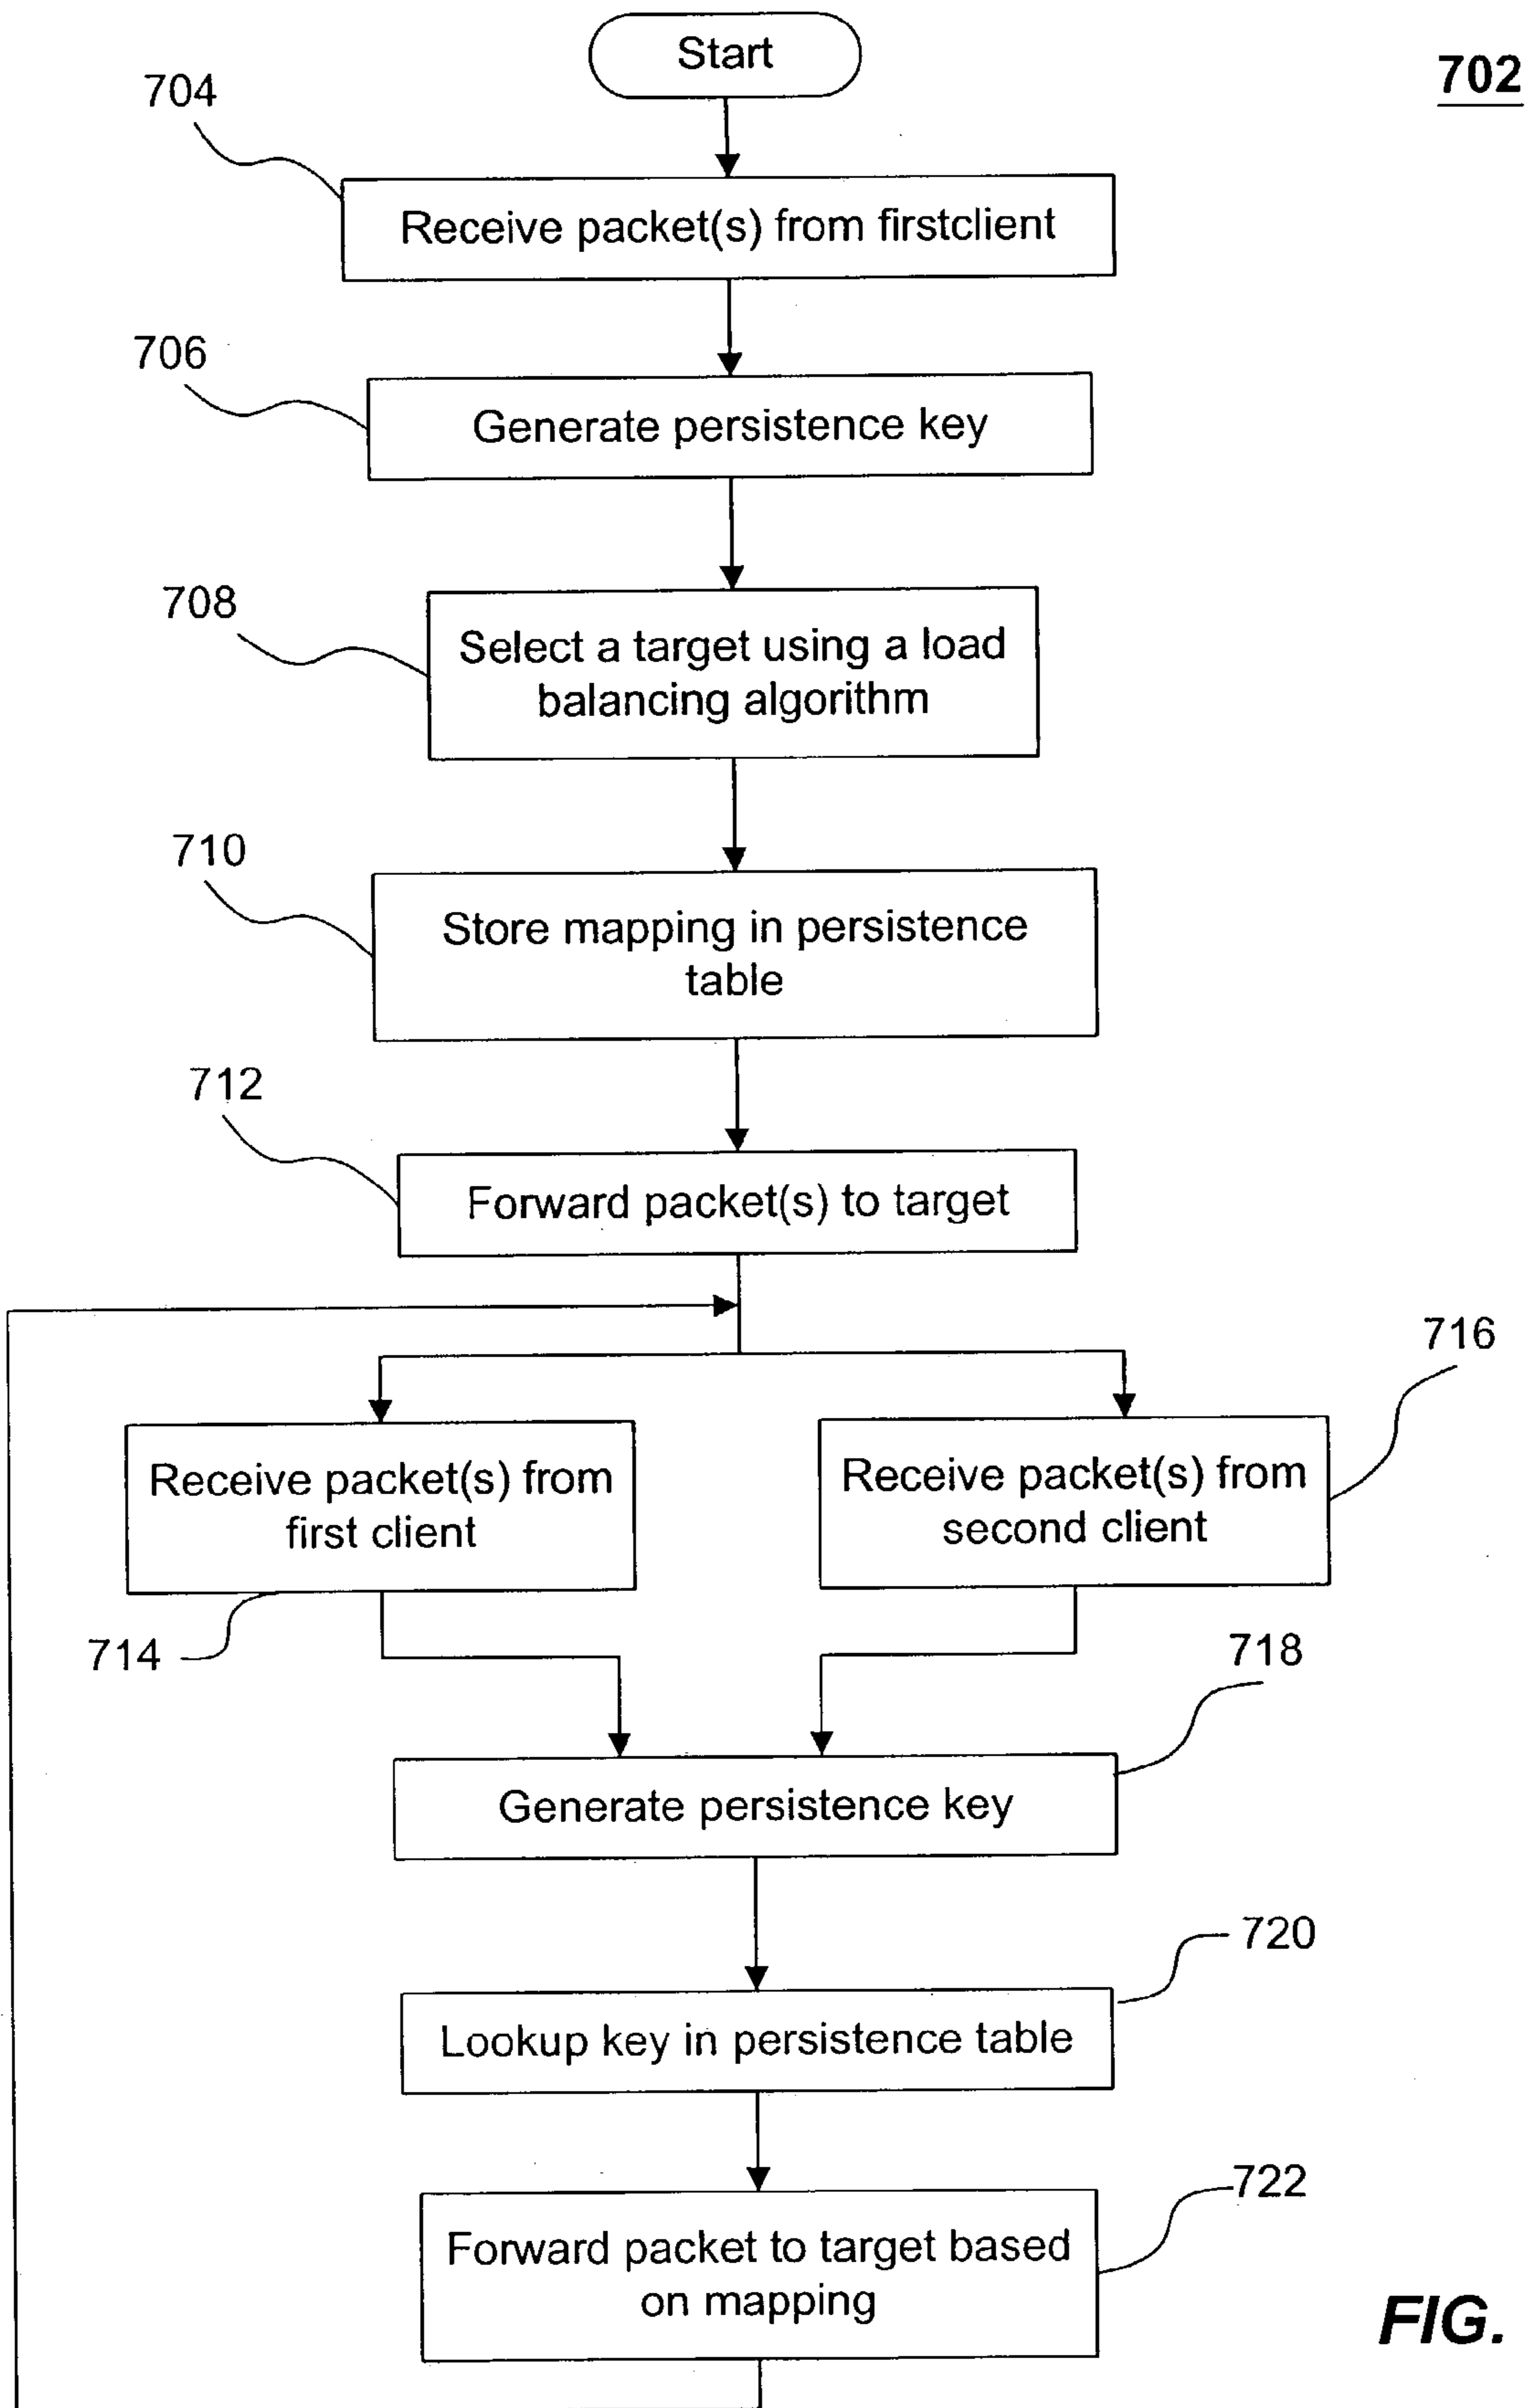 Start
702
704
Receive packet(s) from firstclient
706
Generate persistence key
708
Select a target using a load
balancing algorithm
710
Store mapping in persistence
table
712
Forward packet(s) to target
716
Receive packet(s) from
first client
Receive packet(s) from
second client
714
718
Generate persistence key
720
Lookup key in persistence table
722
Forward packet to target based
on mapping
FIG.